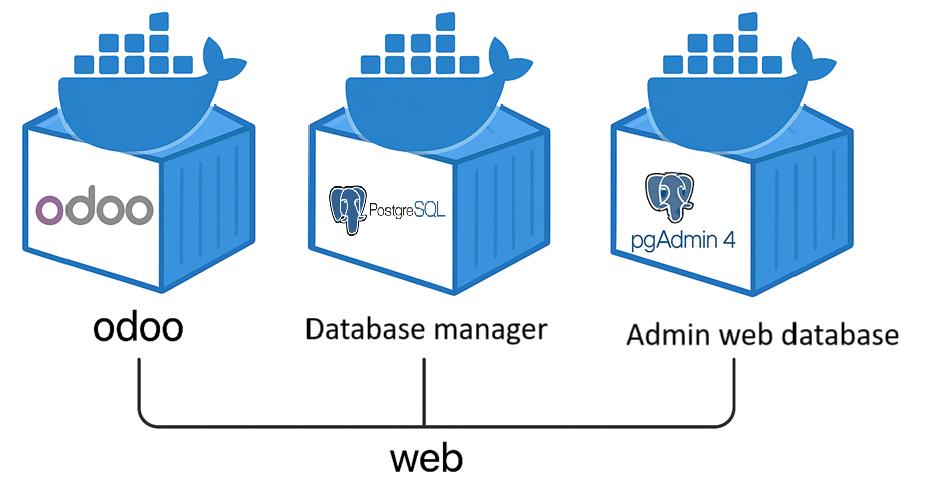 odoo
PostgreSQL
pgAdmin 4
odoo
Database manager
Admin web database
web